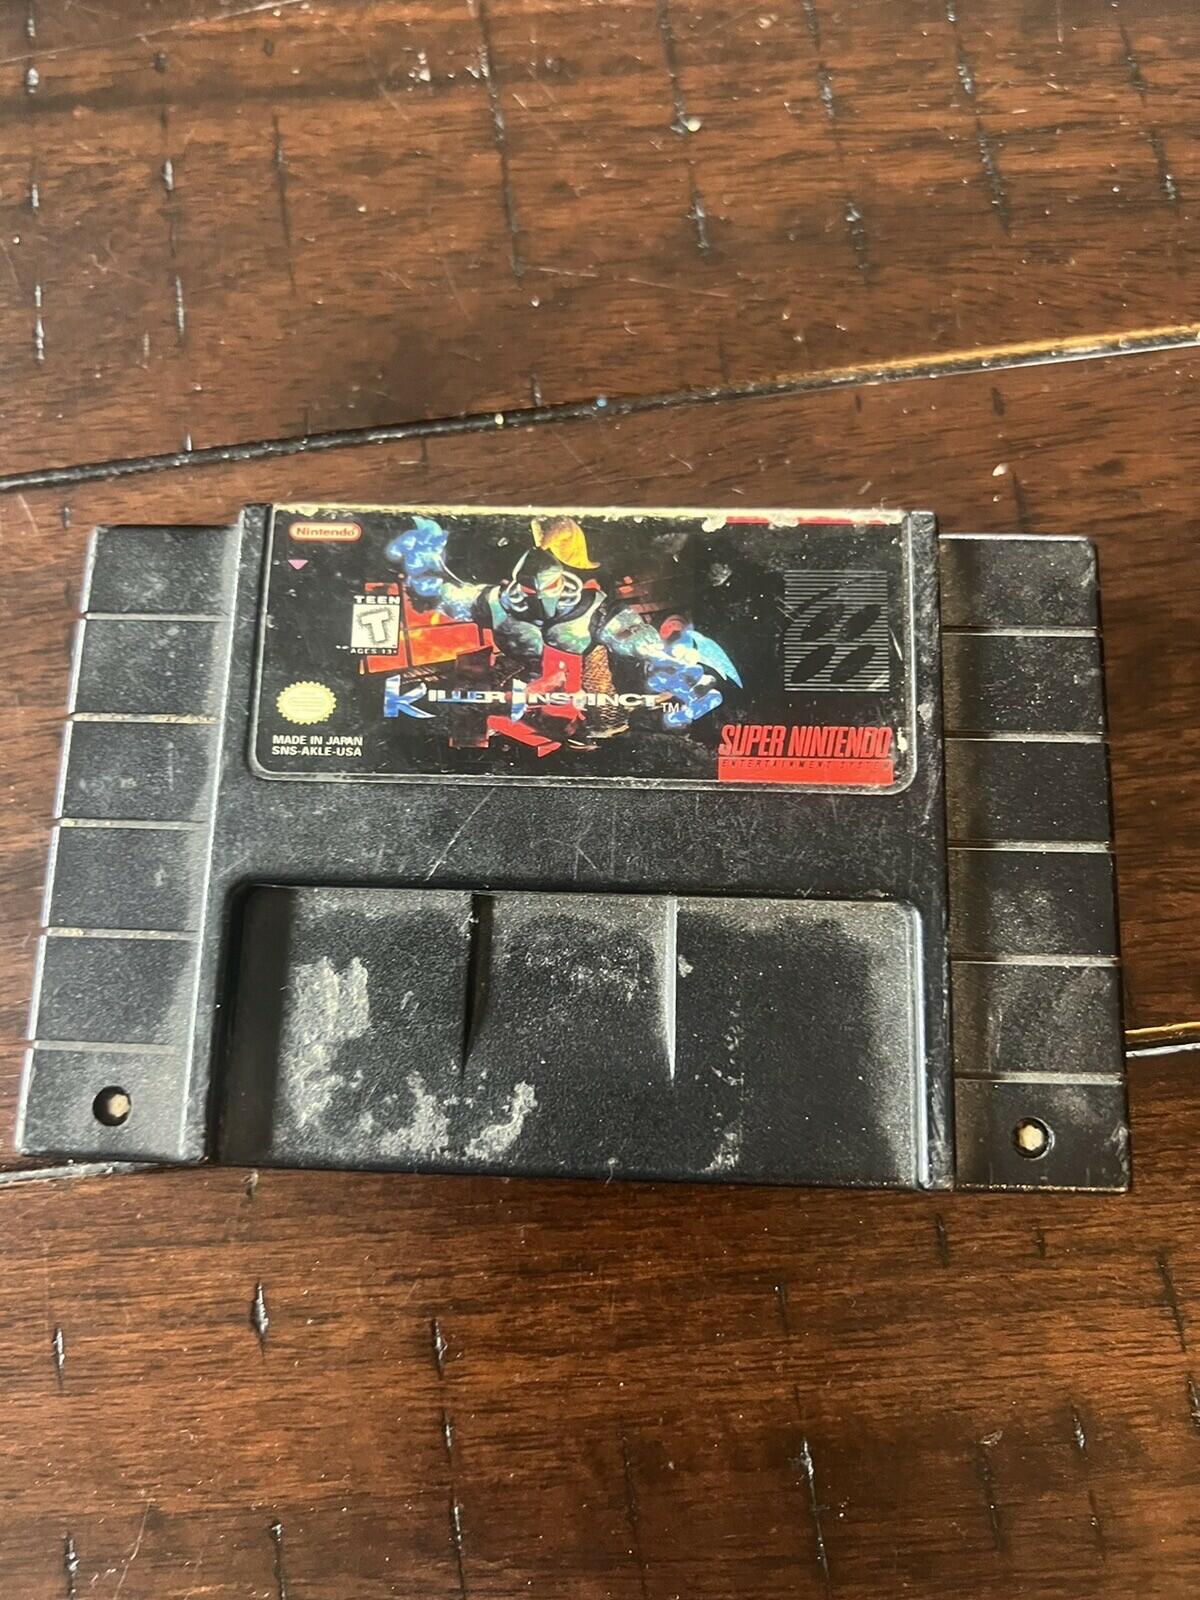 Nintendo
TEEN
T
AGES 13+
KILLER INSTINCT™
MADE IN JAPAN
SNS-AKLE-USA
SUPER NINTENDO
ENTERTAINMENT SYSTEM